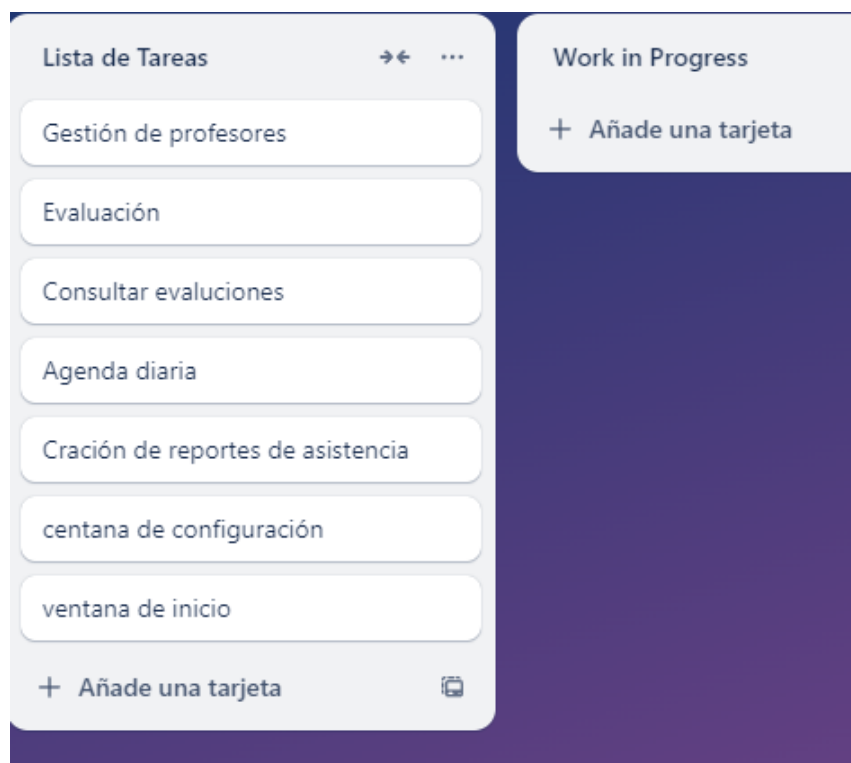 Lista de Tareas
Gestión de profesores
Evaluación
Consultar evaluciones
Agenda diaria
Cración de reportes de asistencia
centana de configuración
ventana de inicio
+ Añade una tarjeta
Work in Progress
+ Añade una tarjeta